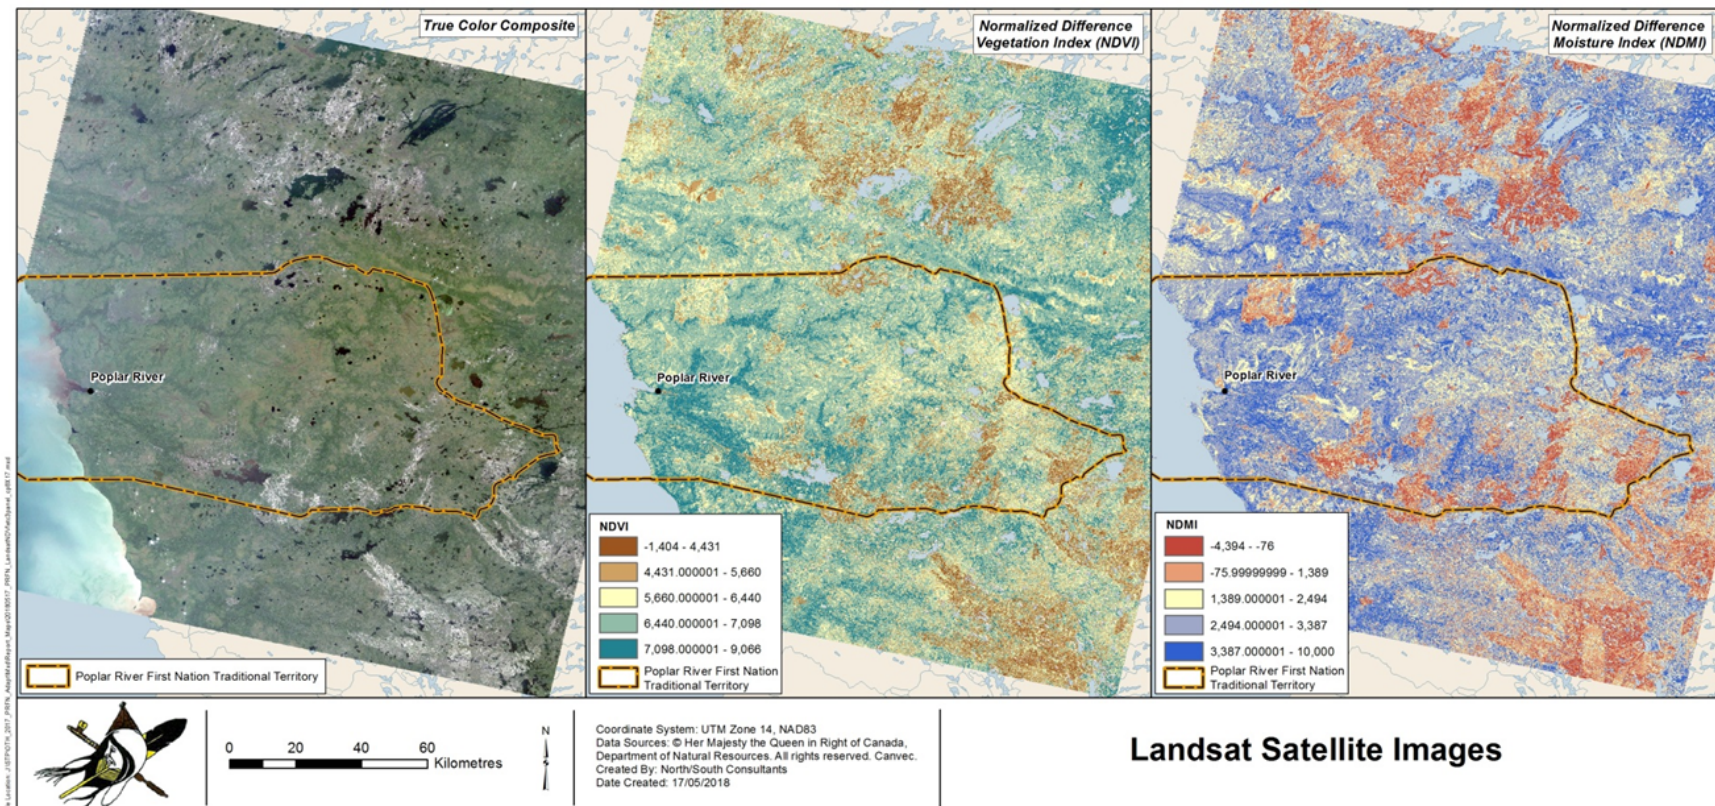 True Color Composite
Normalized Difference
Vegetation Index (NDVI)
Normalized Difference
Moisture Index (NDMI)
Poplar River
Poplar River
Poplar River
Poplar River First Nation Traditional Territory
NDVI
-1,404 - 4,431
4,431.000001 - 5,660
5,660.000001 - 6,440
6,440.000001 - 7,098
7,098.000001 - 9,066
Poplar River First Nation
Traditional Territory
NDMI
-4,394 - -76
-75.99999999 - 1,389
1,389.000001 - 2,494
2,494.000001 - 3,387
3,387.000001 - 10,000
Poplar River First Nation
Traditional Territory
0 20 40 60
Kilometres
N
Coordinate System: UTM Zone 14, NAD83
Data Sources: © Her Majesty the Queen in Right of Canada,
Department of Natural Resources. All rights reserved. Canvec.
Created By: North/South Consultants
Date Created: 17/05/2018
Landsat Satellite Images